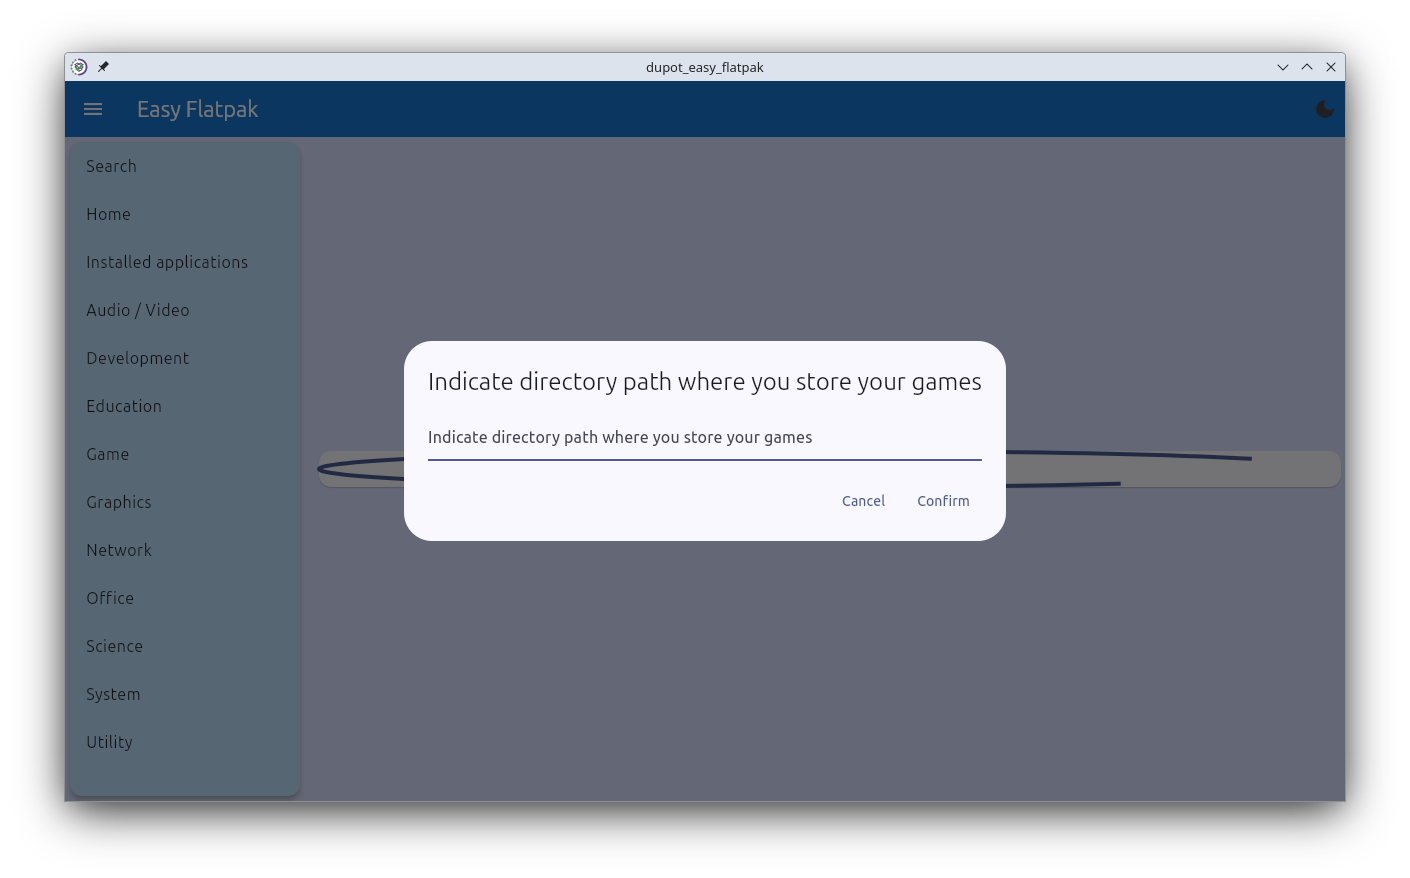 dupot_easy_flatpak
Easy Flatpak
Search
Home
Installed applications
Audio / Video
Development
Education
Game
Graphics
Network
Office
Science
System
Utility
Indicate directory path where you store your games
Indicate directory path where you store your games
Cancel
Confirm